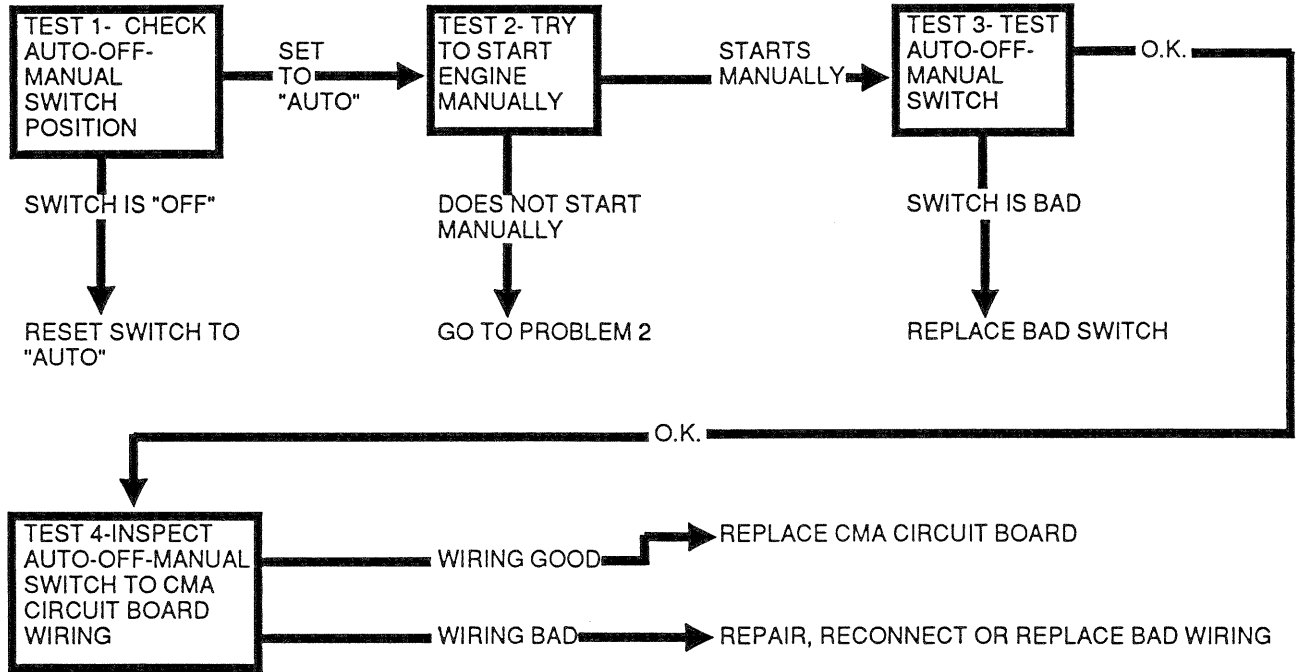 TEST 1- CHECK
AUTO-OFF-
MANUAL
SWITCH
POSITION
SET
TO
"AUTO"
TEST 2- TRY
TO START
ENGINE
MANUALLY
STARTS
MANUALLY
TEST 3- TEST
AUTO-OFF-
MANUAL
SWITCH
O.K.
SWITCH IS "OFF"
RESET SWITCH TO
"AUTO"
DOES NOT START
MANUALLY
GO TO PROBLEM 2
SWITCH IS BAD
REPLACE BAD SWITCH
O.K.
TEST 4-INSPECT
AUTO-OFF-MANUAL
SWITCH TO CMA
CIRCUIT BOARD
WIRING
WIRING GOOD
REPLACE CMA CIRCUIT BOARD
WIRING BAD
REPAIR, RECONNECT OR REPLACE BAD WIRING